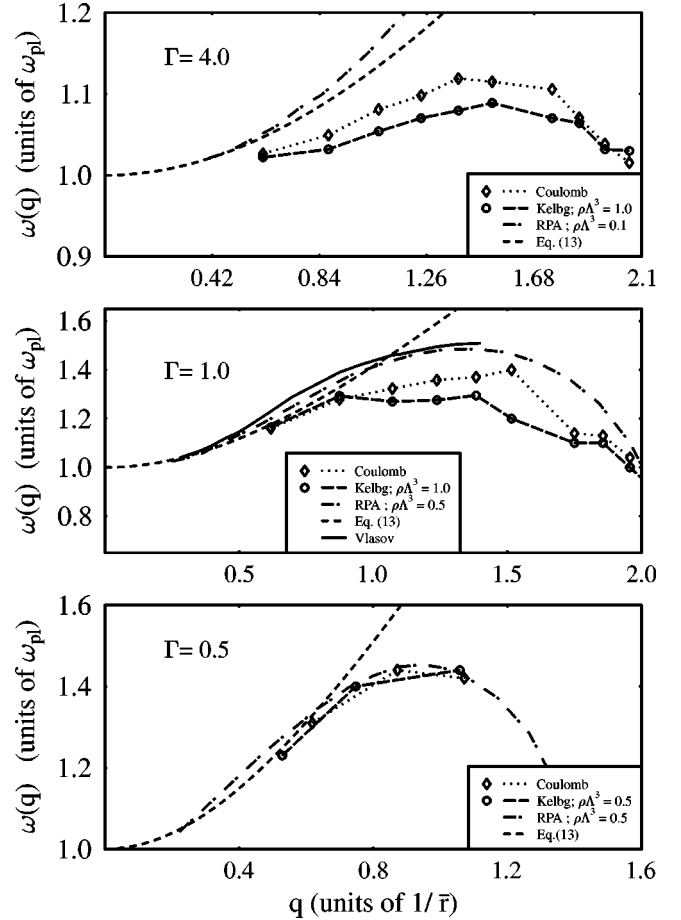 1.2
1.1
1.0
0.9
ω(q) (units of ω_pl)
Γ= 4.0
Coulomb
Kelbg; ρΛ³ = 1.0
RPA ; ρΛ³ = 0.1
Eq. (13)
0.42 0.84 1.26 1.68 2.1
1.6
1.4
1.2
1.0
0.8
ω(q) (units of ω_pl)
Γ= 1.0
Coulomb
Kelbg; ρΛ³ = 1.0
RPA ; ρΛ³ = 0.5
Eq. (13)
Vlasov
0.5 1.0 1.5 2.0
1.6
1.4
1.2
1.0
ω(q) (units of ω_pl)
Γ= 0.5
Coulomb
Kelbg; ρΛ³ = 0.5
RPA ; ρΛ³ = 0.5
Eq.(13)
0.4 0.8 1.2 1.6
q (units of 1/ r̄)